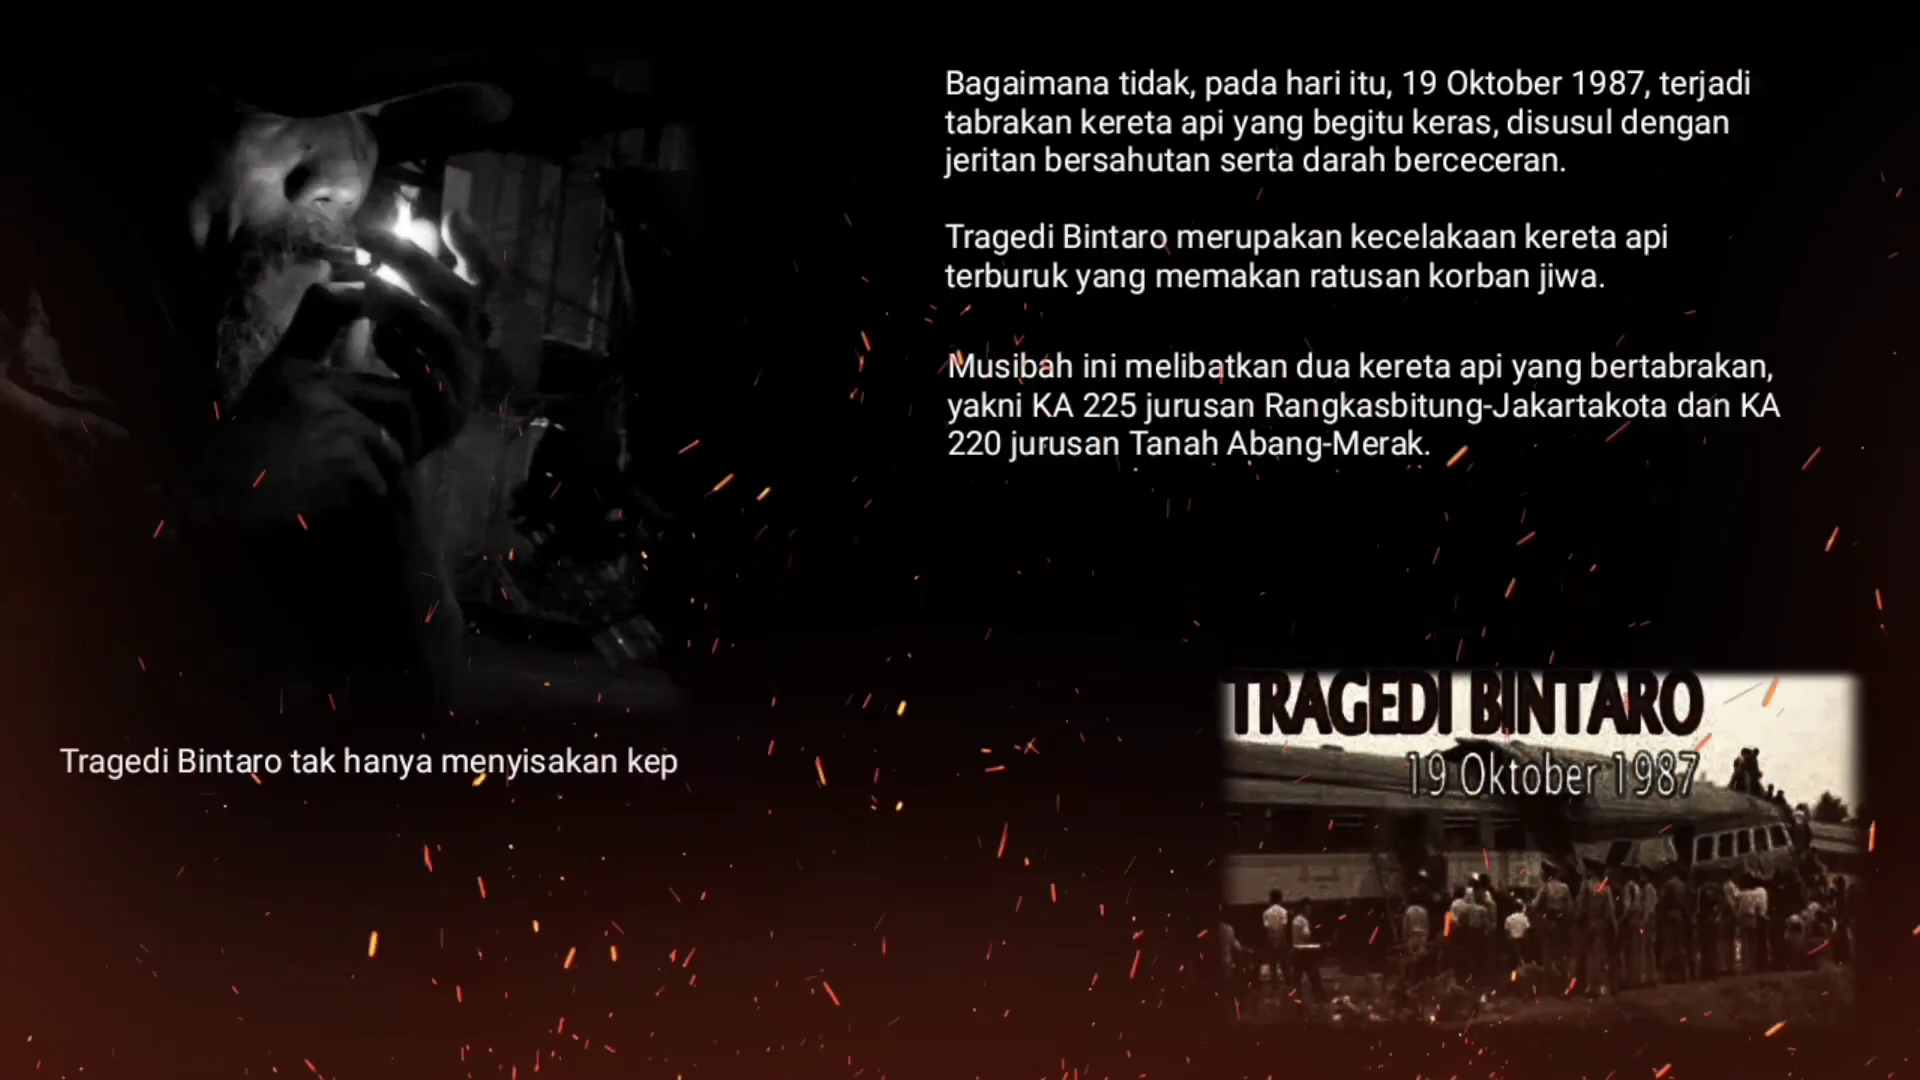 Bagaimana tidak, pada hari itu, 19 Oktober 1987, terjadi
tabrakan kereta api yang begitu keras, disusul dengan
jeritan bersahutan serta darah berceceran.
Tragedi Bintaro merupakan kecelakaan kereta api
terburuk yang memakan ratusan korban jiwa.
Musibah ini melibatkan dua kereta api yang bertabrakan,
yakni KA 225 jurusan Rangkasbitung-Jakartakota dan KA
220 jurusan Tanah Abang-Merak.
Tragedi Bintaro tak hanya menyisakan kep
TRAGEDI BINTARO
19 Oktober 1987